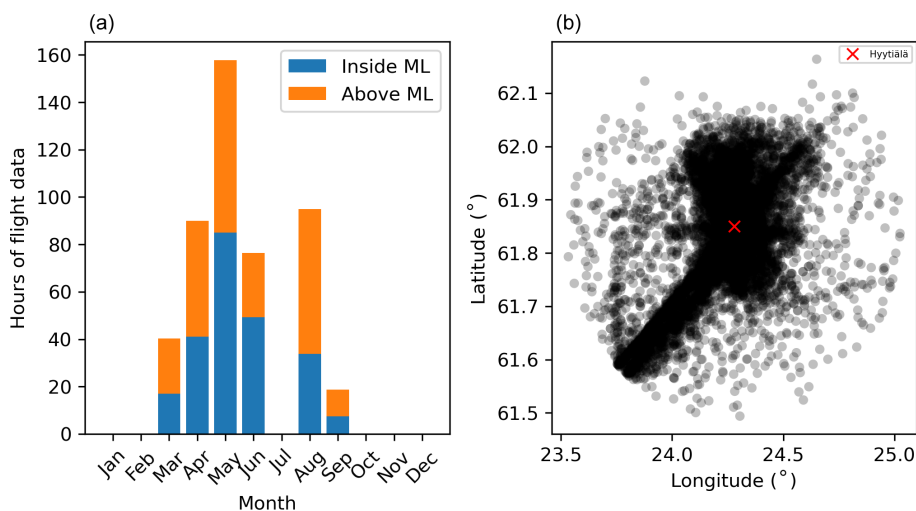 (a)
160
140
120
100
80
60
40
20
0
Hours of flight data
Inside ML
Above ML
Jan Feb Mar Apr May Jun Jul Aug Sep Oct Nov Dec
Month
(b)
Hyytiälä
62.1
62.0
61.9
61.8
61.7
61.6
61.5
Latitude (°)
23.5 24.0 24.5 25.0
Longitude (°)